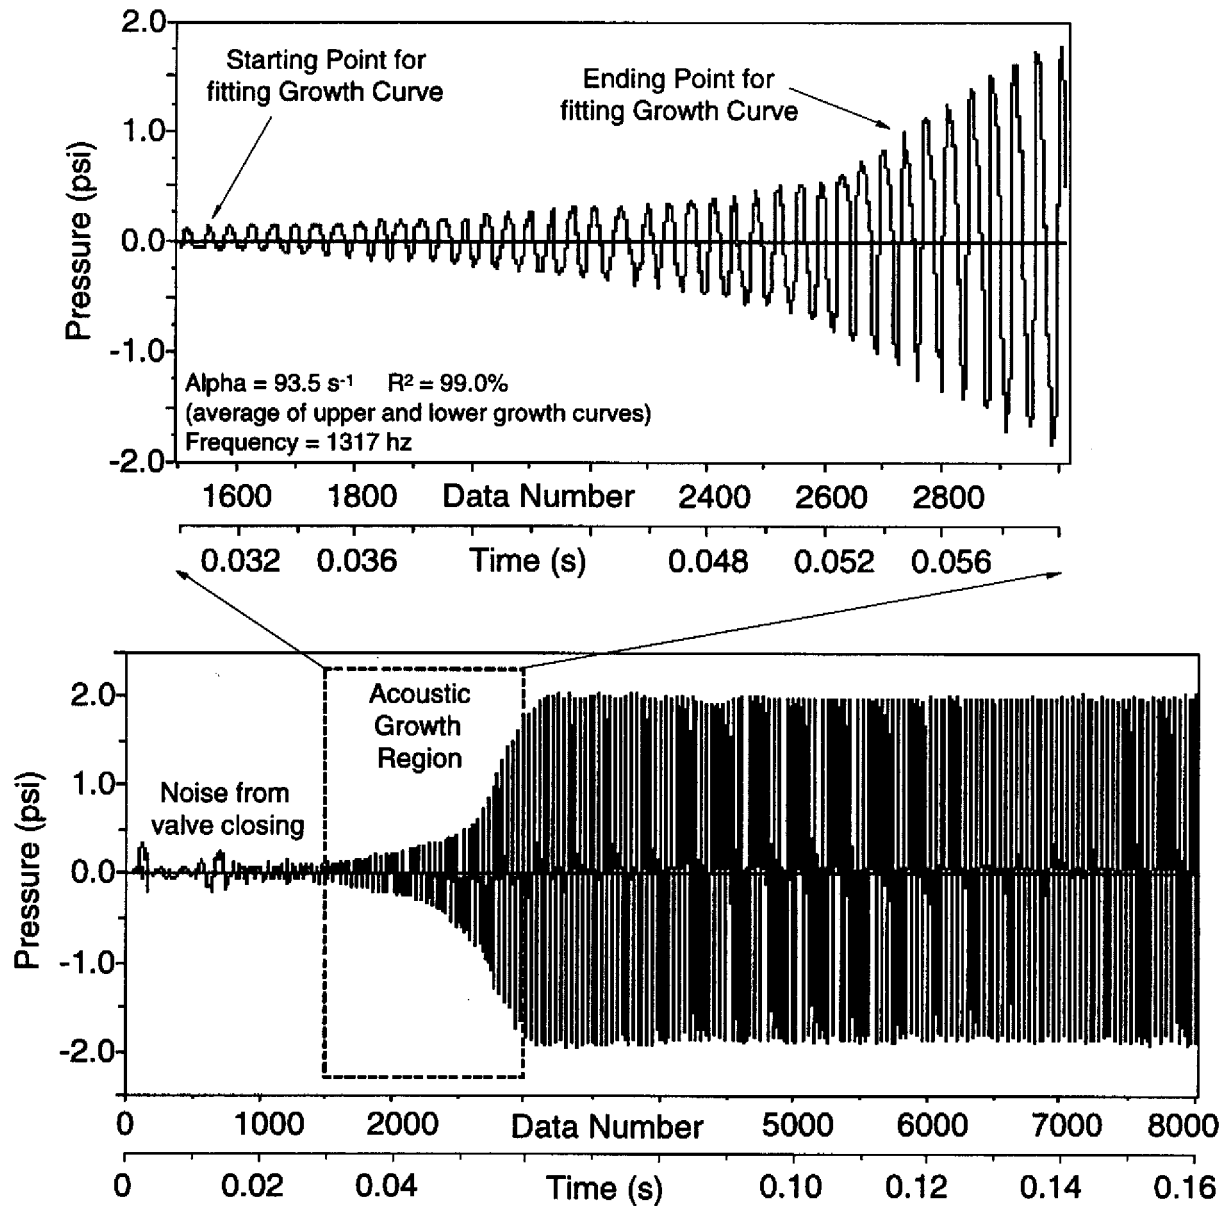 2.0
Starting Point for
fitting Growth Curve
Ending Point for
fitting Growth Curve
1.0
Pressure (psi)
0.0
-1.0
Alpha = 93.5 s⁻¹ R² = 99.0%
(average of upper and lower growth curves)
Frequency = 1317 hz
-2.0
1600 1800 Data Number 2400 2600 2800
0.032 0.036 Time (s) 0.048 0.052 0.056
2.0
Acoustic
Growth
Region
1.0
Noise from
valve closing
Pressure (psi)
0.0
-1.0
-2.0
0 1000 2000 Data Number 5000 6000 7000 8000
0 0.02 0.04 Time (s) 0.10 0.12 0.14 0.16